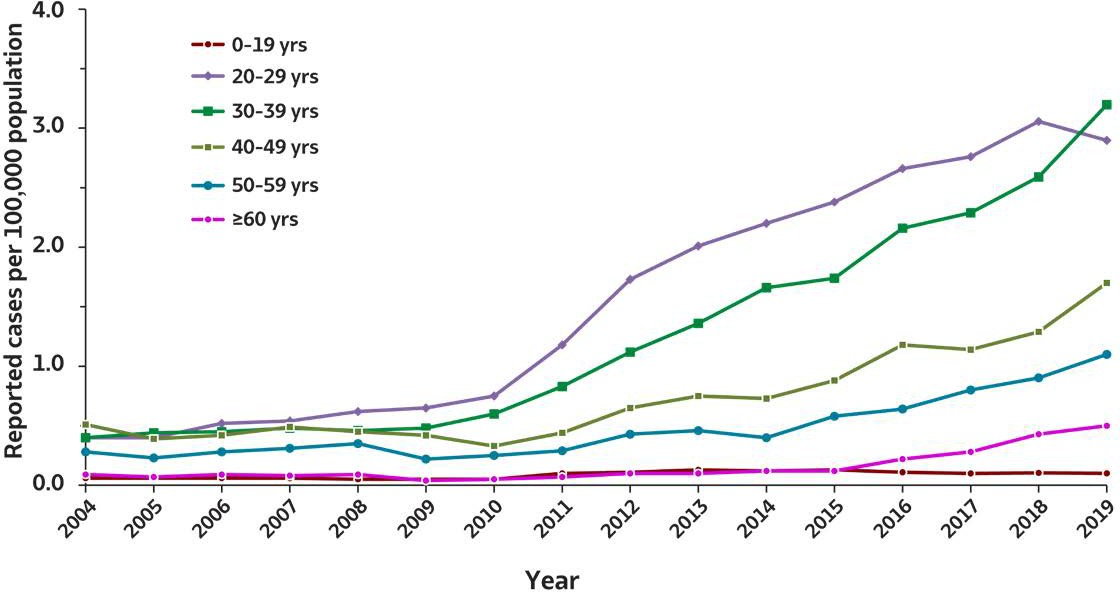 Reported cases per 100,000 population
4.0
3.0
2.0
1.0
0.0
0–19 yrs
20–29 yrs
30–39 yrs
40–49 yrs
50–59 yrs
≥60 yrs
2004
2005
2006
2007
2008
2009
2010
2011
2012
2013
2014
2015
2016
2017
2018
2019
Year